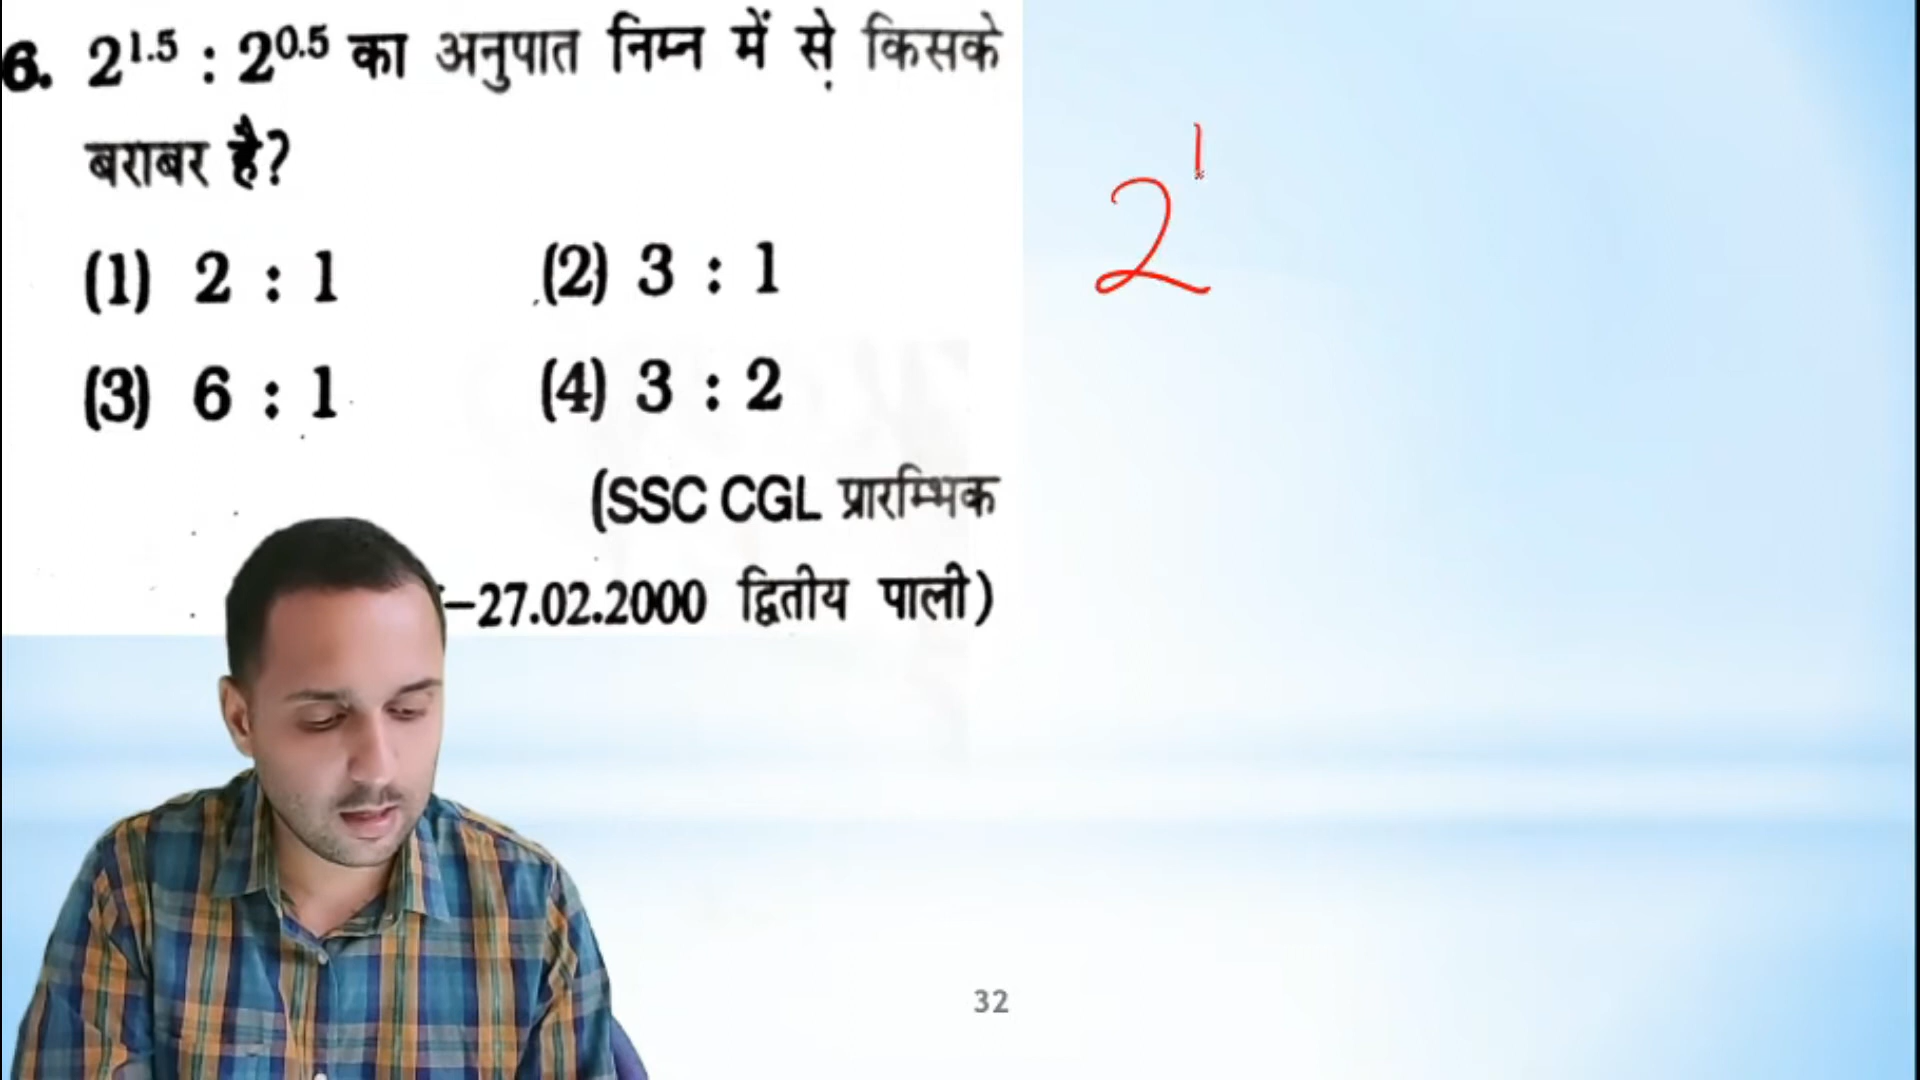 6. 2^1.5 : 2^0.5 का अनुपात निम्न में से किसके
बराबर है?
(1) 2 : 1 (2) 3 : 1
(3) 6 : 1 (4) 3 : 2
(SSC CGL प्रारम्भिक
–27.02.2000 द्वितीय पाली)
2^1
32